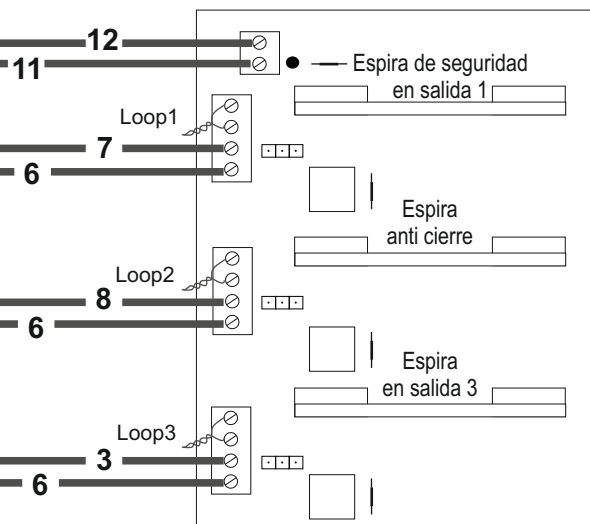 12
11
Espira de seguridad
en salida 1
Loop1
7
6
Espira
anti cierre
Loop2
8
6
Espira
en salida 3
Loop3
3
6